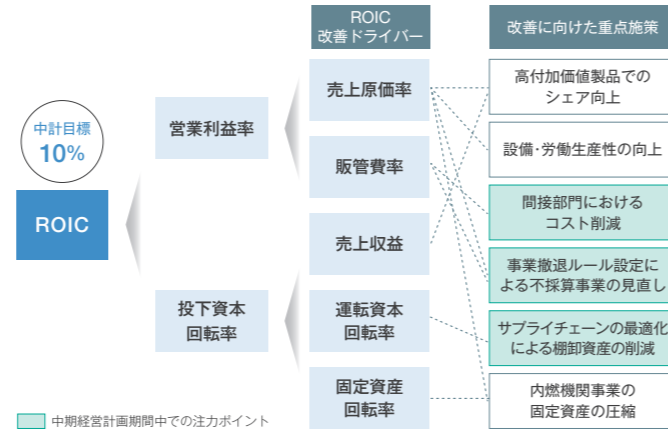 ROIC
改善ドライバー
改善に向けた重点施策
中計目標
10%
ROIC
営業利益率
投下資本
回転率
売上原価率
販管費率
売上収益
運転資本
回転率
固定資産
回転率
高付加価値製品での
シェア向上
設備・労働生産性の向上
間接部門における
コスト削減
事業撤退ルール設定に
よる不採算事業の見直し
サプライチェーンの最適化
による棚卸資産の削減
内燃機関事業の
固定資産の圧縮
中期経営計画期間中での注力ポイント